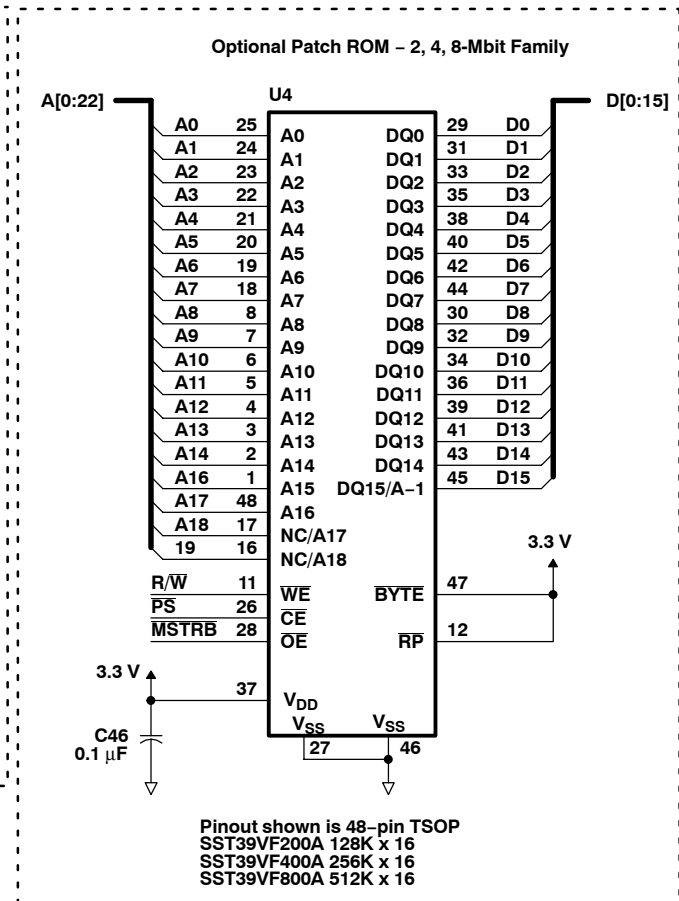 Optional Patch ROM – 2, 4, 8-Mbit Family
U4
A[0:22]
D[0:15]
A0 25 A0 DQ0 29 D0
A1 24 A1 DQ1 31 D1
A2 23 A2 DQ2 33 D2
A3 22 A3 DQ3 35 D3
A4 21 A4 DQ4 38 D4
A5 20 A5 DQ5 40 D5
A6 19 A6 DQ6 42 D6
A7 18 A7 DQ7 44 D7
A8 8 A8 DQ8 30 D8
A9 7 A9 DQ9 32 D9
A10 6 A10 DQ10 34 D10
A11 5 A11 DQ11 36 D11
A12 4 A12 DQ12 39 D12
A13 3 A13 DQ13 41 D13
A14 2 A14 DQ14 43 D14
A16 1 A15 DQ15/A–1 45 D15
A17 48 A16
A18 17 NC/A17
19 16 NC/A18
3.3 V
R/W̅ 11 W̅E̅ B̅Y̅T̅E̅ 47
P̅S̅ 26 C̅E̅
M̅S̅T̅R̅B̅ 28 O̅E̅ R̅P̅ 12
3.3 V
37 VDD
VSS VSS
27 46
C46
0.1 μF
Pinout shown is 48–pin TSOP
SST39VF200A 128K x 16
SST39VF400A 256K x 16
SST39VF800A 512K x 16